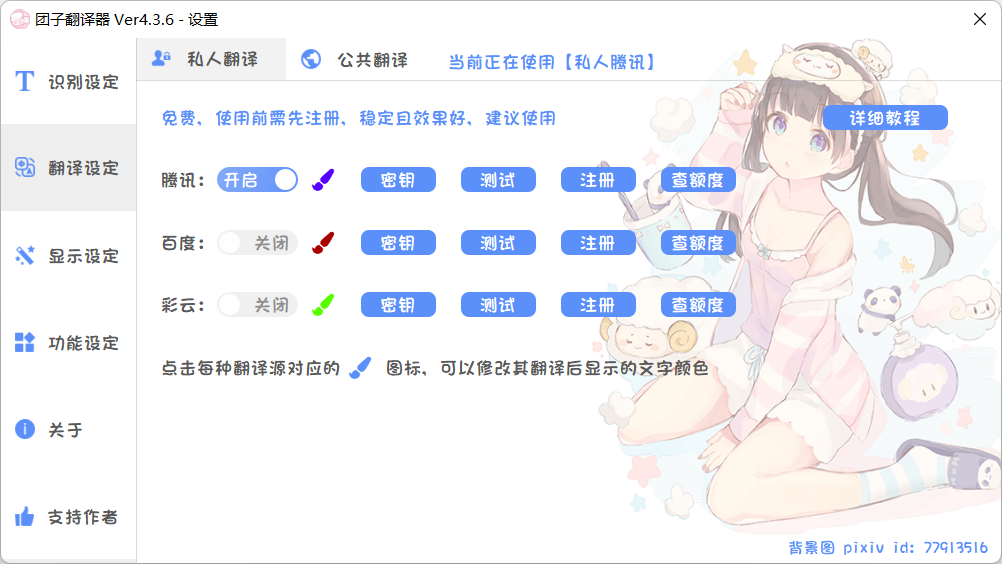 团子翻译器 Ver4.3.6 - 设置
识别设定
翻译设定
显示设定
功能设定
关于
支持作者
私人翻译
公共翻译
当前正在使用【私人腾讯】
免费, 使用前需先注册, 稳定且效果好, 建议使用
详细教程
腾讯: 开启 密钥 测试 注册 查额度
百度: 关闭 密钥 测试 注册 查额度
彩云: 关闭 密钥 测试 注册 查额度
点击每种翻译源对应的 图标, 可以修改其翻译后显示的文字颜色
背景图 pixiv id: 77913516